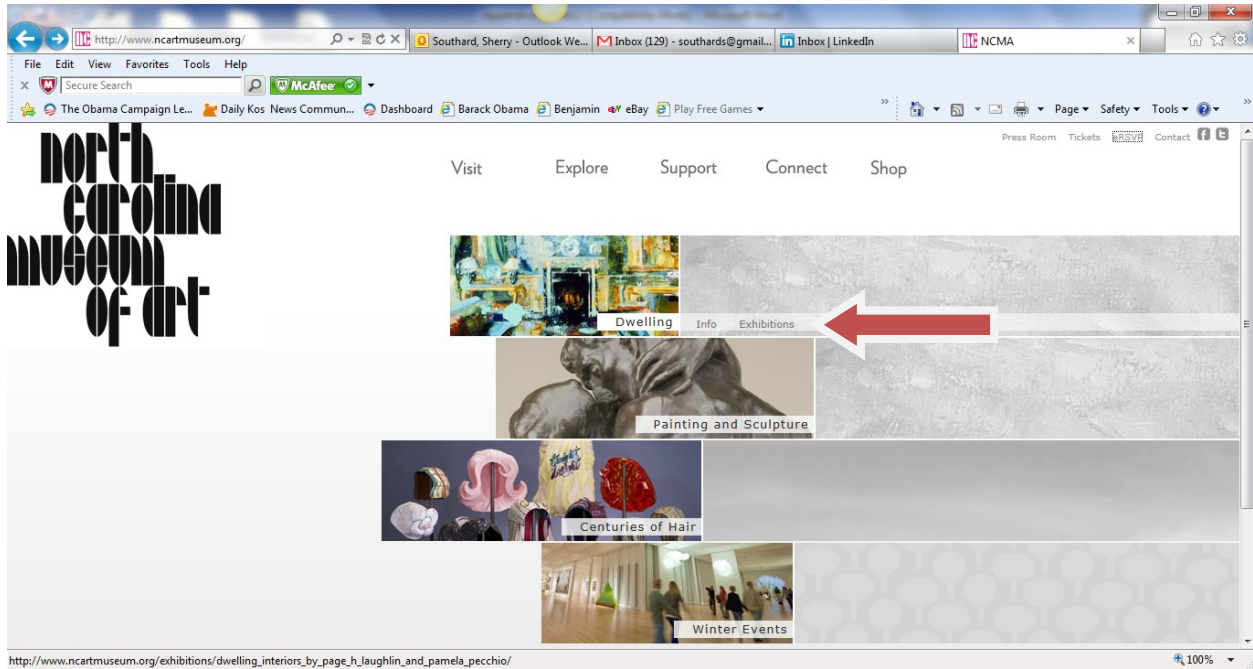 http://www.ncartmuseum.org/
Southard, Sherry - Outlook We...
Inbox (129) - southards@gmail...
Inbox | LinkedIn
NCMA
File Edit View Favorites Tools Help
Secure Search
McAfee
The Obama Campaign Le...
Daily Kos News Commun...
Dashboard
Barack Obama
Benjamin
eBay
Play Free Games
Page
Safety
Tools
Press Room Tickets eRSVP Contact
north
carolina
museum
of art
Visit Explore Support Connect Shop
Dwelling Info Exhibitions
Painting and Sculpture
Centuries of Hair
Winter Events
http://www.ncartmuseum.org/exhibitions/dwelling_interiors_by_page_h_laughlin_and_pamela_pecchio/
100%